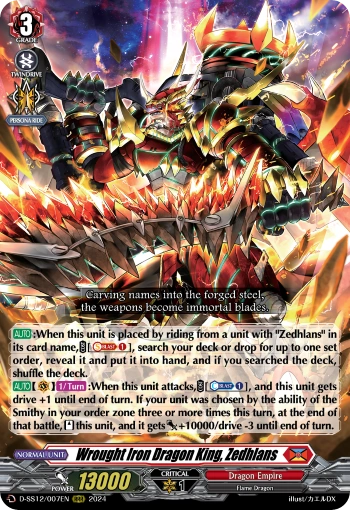 3
GRADE
TWINDRIVE
PERSONA RIDE
Carving names into the forged steel,
the weapons become immortal blades.
AUTO:When this unit is placed by riding from a unit with "Zedhlans" in
its card name, [BLAST 1], search your deck or drop for up to one set
order, reveal it and put it into hand, and if you searched the deck,
shuffle the deck.
AUTO 1/Turn :When this unit attacks, [BLAST 1], and this unit gets
drive +1 until end of turn. If your unit was chosen by the ability of the
Smithy in your order zone three or more times this turn, at the end of
that battle, this unit, and it gets +10000/drive -3 until end of turn.
NORMAL UNIT Wrought Iron Dragon King, Zedhlans
POWER 13000 CRITICAL 1 Dragon Empire
Flame Dragon
D-SS12/007EN RRR 2024 illust/カエルDX